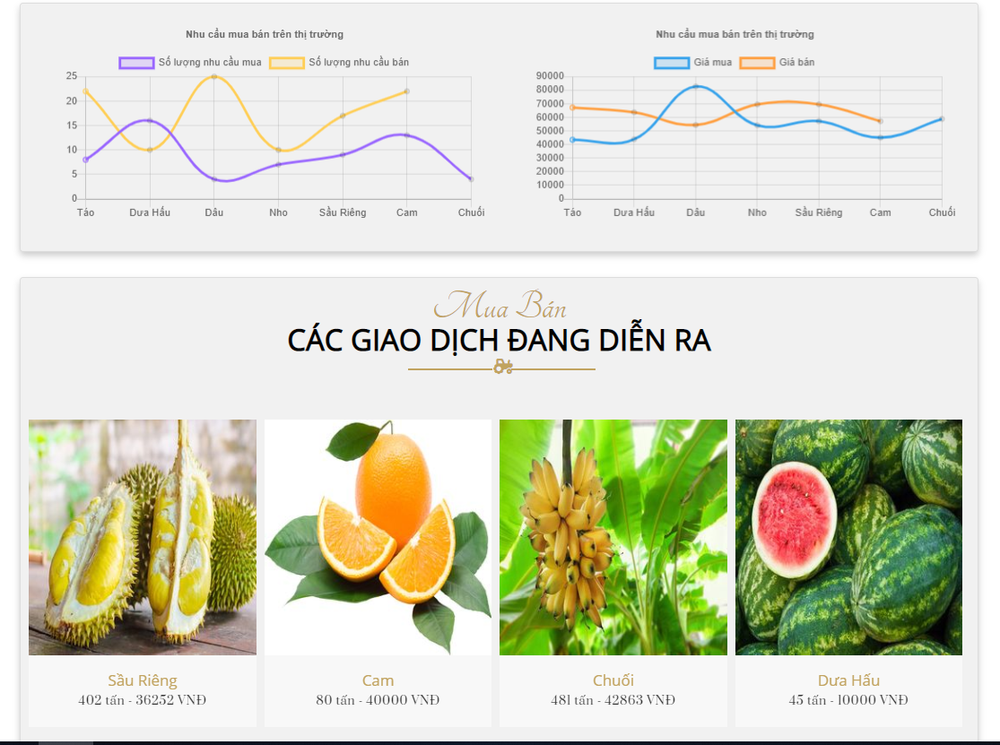 Nhu cầu mua bán trên thị trường
Số lượng nhu cầu mua Số lượng nhu cầu bán
25
20
15
10
5
0
Táo Dưa Hấu Dâu Nho Sầu Riêng Cam Chuối
Nhu cầu mua bán trên thị trường
Giá mua Giá bán
90000
80000
70000
60000
50000
40000
30000
20000
10000
0
Táo Dưa Hấu Dâu Nho Sầu Riêng Cam Chuối
Mua Bán
CÁC GIAO DỊCH ĐANG DIỄN RA
Sầu Riêng
402 tấn - 36252 VNĐ
Cam
80 tấn - 40000 VNĐ
Chuối
481 tấn - 42863 VNĐ
Dưa Hấu
45 tấn - 10000 VNĐ